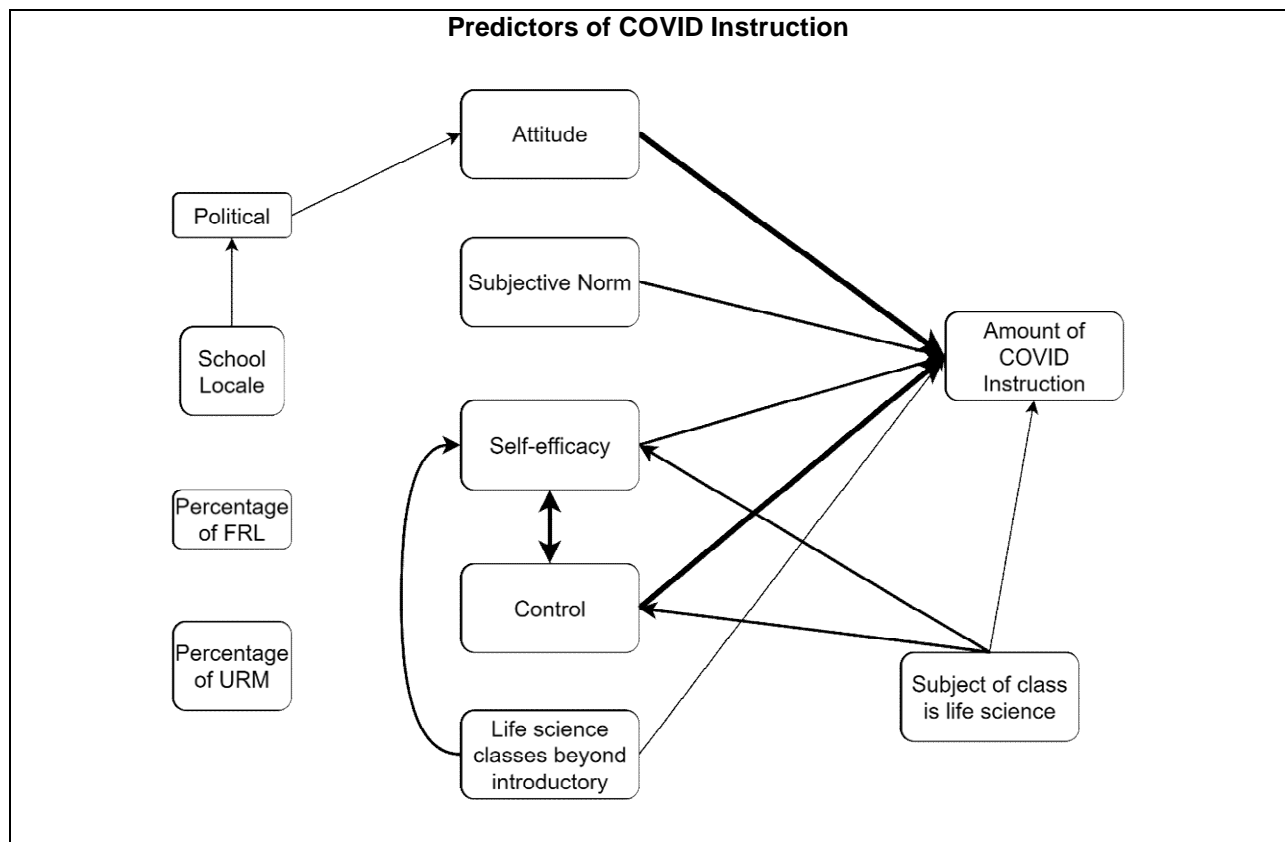 Predictors of COVID Instruction
Attitude
Political
Subjective Norm
School
Locale
Amount of
COVID
Instruction
Self-efficacy
Percentage
of FRL
Control
Percentage
of URM
Subject of class
is life science
Life science
classes beyond
introductory